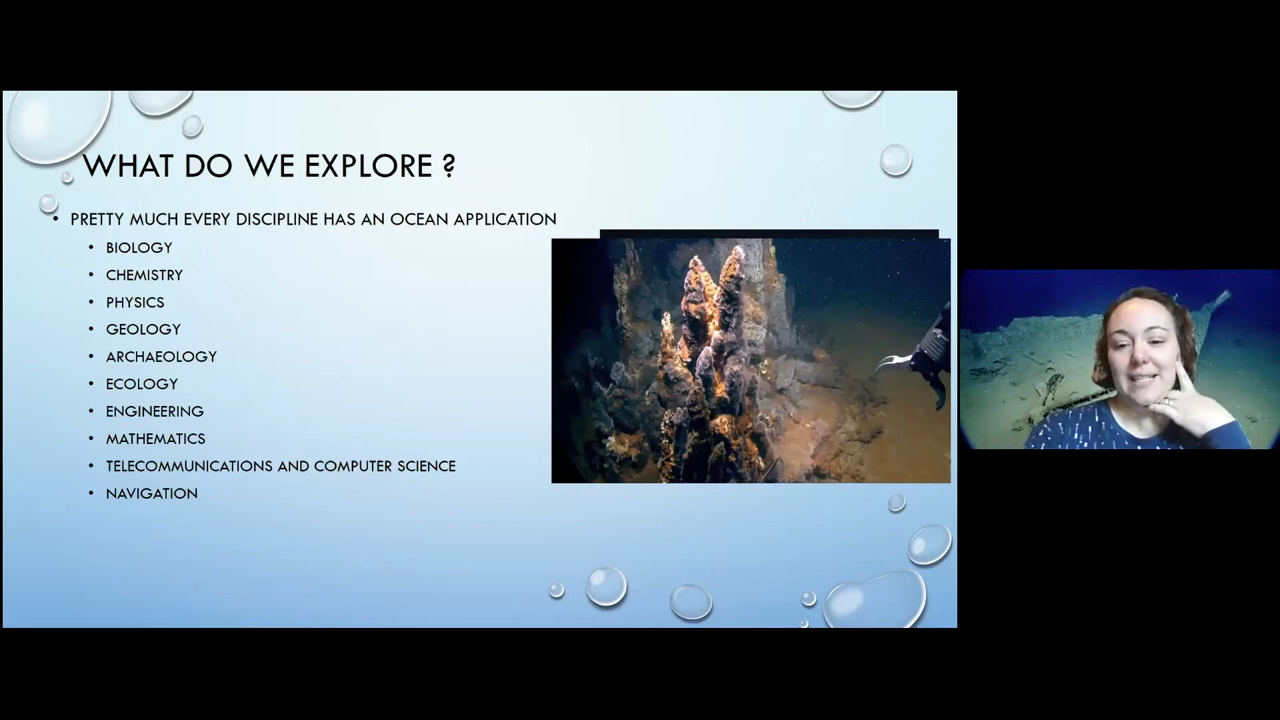 WHAT DO WE EXPLORE ?
• PRETTY MUCH EVERY DISCIPLINE HAS AN OCEAN APPLICATION
• BIOLOGY
• CHEMISTRY
• PHYSICS
• GEOLOGY
• ARCHAEOLOGY
• ECOLOGY
• ENGINEERING
• MATHEMATICS
• TELECOMMUNICATIONS AND COMPUTER SCIENCE
• NAVIGATION